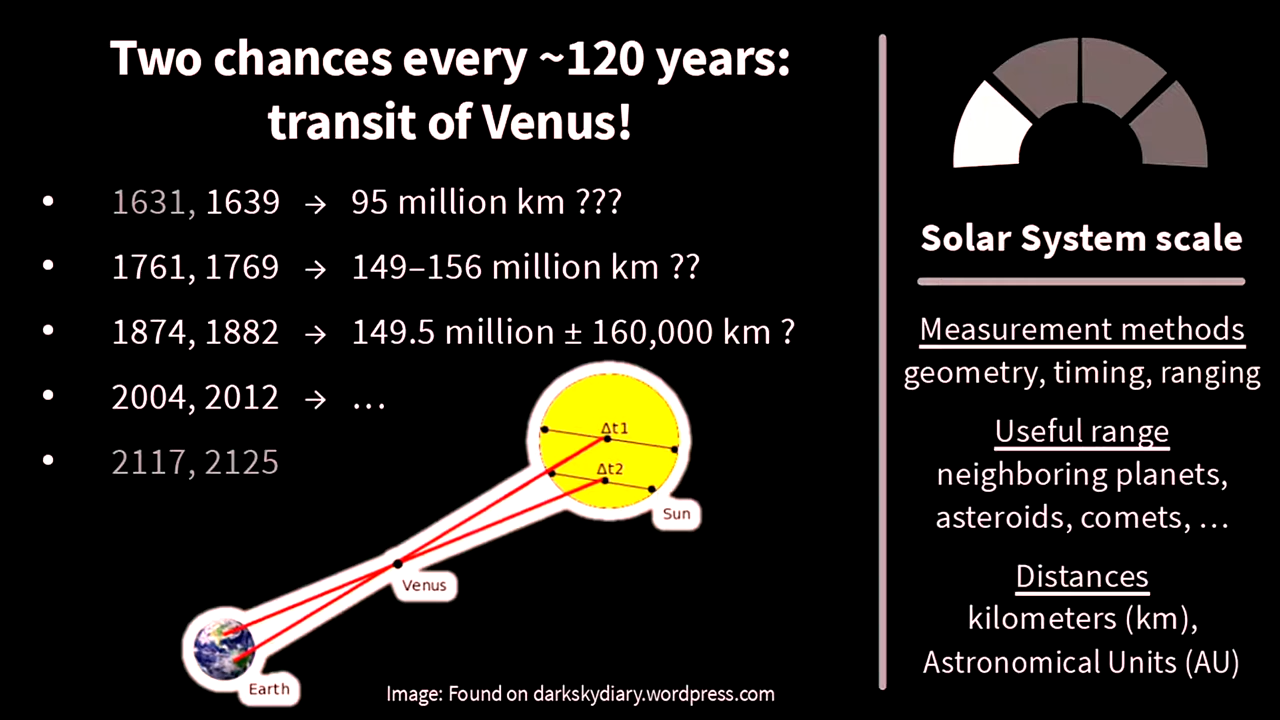 Two chances every ~120 years:
transit of Venus!
• 1631, 1639 → 95 million km ???
• 1761, 1769 → 149–156 million km ??
• 1874, 1882 → 149.5 million ± 160,000 km ?
• 2004, 2012 → …
• 2117, 2125
Δt1
Δt2
Sun
Venus
Earth
Image: Found on darkskydiary.wordpress.com
Solar System scale
Measurement methods
geometry, timing, ranging
Useful range
neighboring planets,
asteroids, comets, …
Distances
kilometers (km),
Astronomical Units (AU)